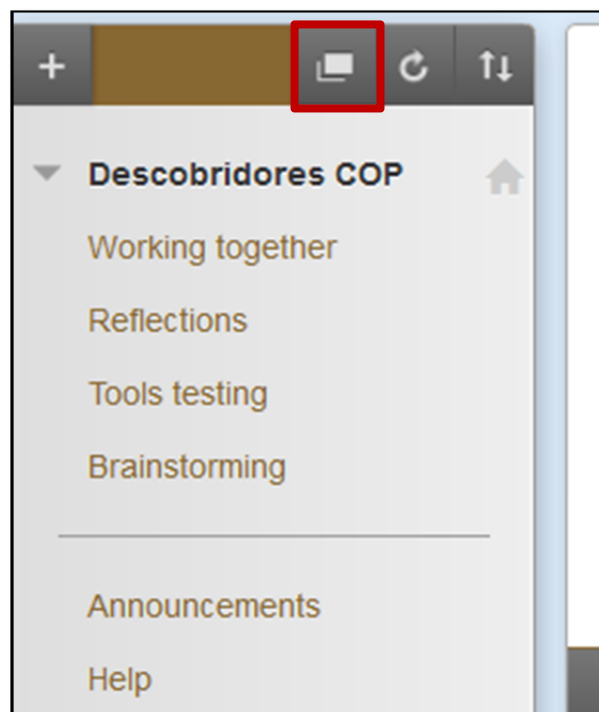 Descobridores COP
Working together
Reflections
Tools testing
Brainstorming
Announcements
Help